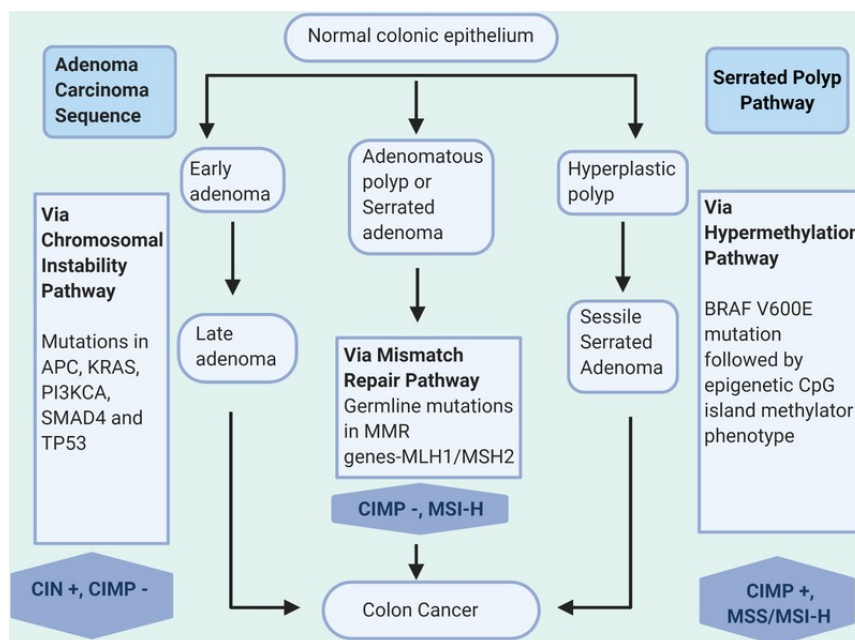 Normal colonic epithelium
Adenoma
Carcinoma
Sequence
Serrated Polyp
Pathway
Early
adenoma
Adenomatous
polyp or
Serrated
adenoma
Hyperplastic
polyp
Via
Chromosomal
Instability
Pathway
Mutations in
APC, KRAS,
PI3KCA,
SMAD4 and
TP53
Late
adenoma
Via Mismatch
Repair Pathway
Germline mutations
in MMR
genes-MLH1/MSH2
Sessile
Serrated
Adenoma
Via
Hypermethylation
Pathway
BRAF V600E
mutation
followed by
epigenetic CpG
island methylator
phenotype
CIMP -, MSI-H
CIN +, CIMP -
Colon Cancer
CIMP +,
MSS/MSI-H